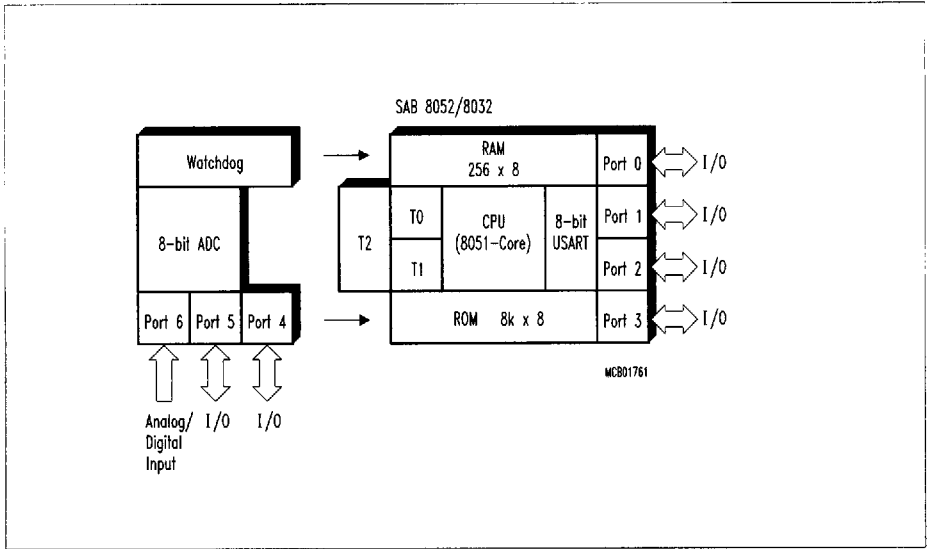 SAB 8052/8032
Watchdog
8-bit ADC
Port 6
Port 5
Port 4
Analog/
Digital
Input
I/O
I/O
T2
T0
T1
RAM
256 x 8
CPU
(8051-Core)
8-bit
USART
ROM 8k x 8
Port 0
I/O
Port 1
I/O
Port 2
I/O
Port 3
I/O
MCB01761